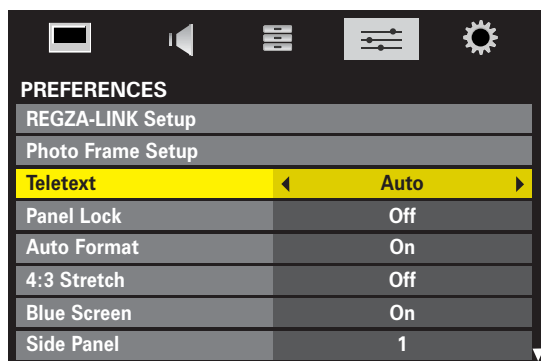 PREFERENCES
REGZA-LINK Setup
Photo Frame Setup
Teletext Auto
Panel Lock Off
Auto Format On
4:3 Stretch Off
Blue Screen On
Side Panel 1